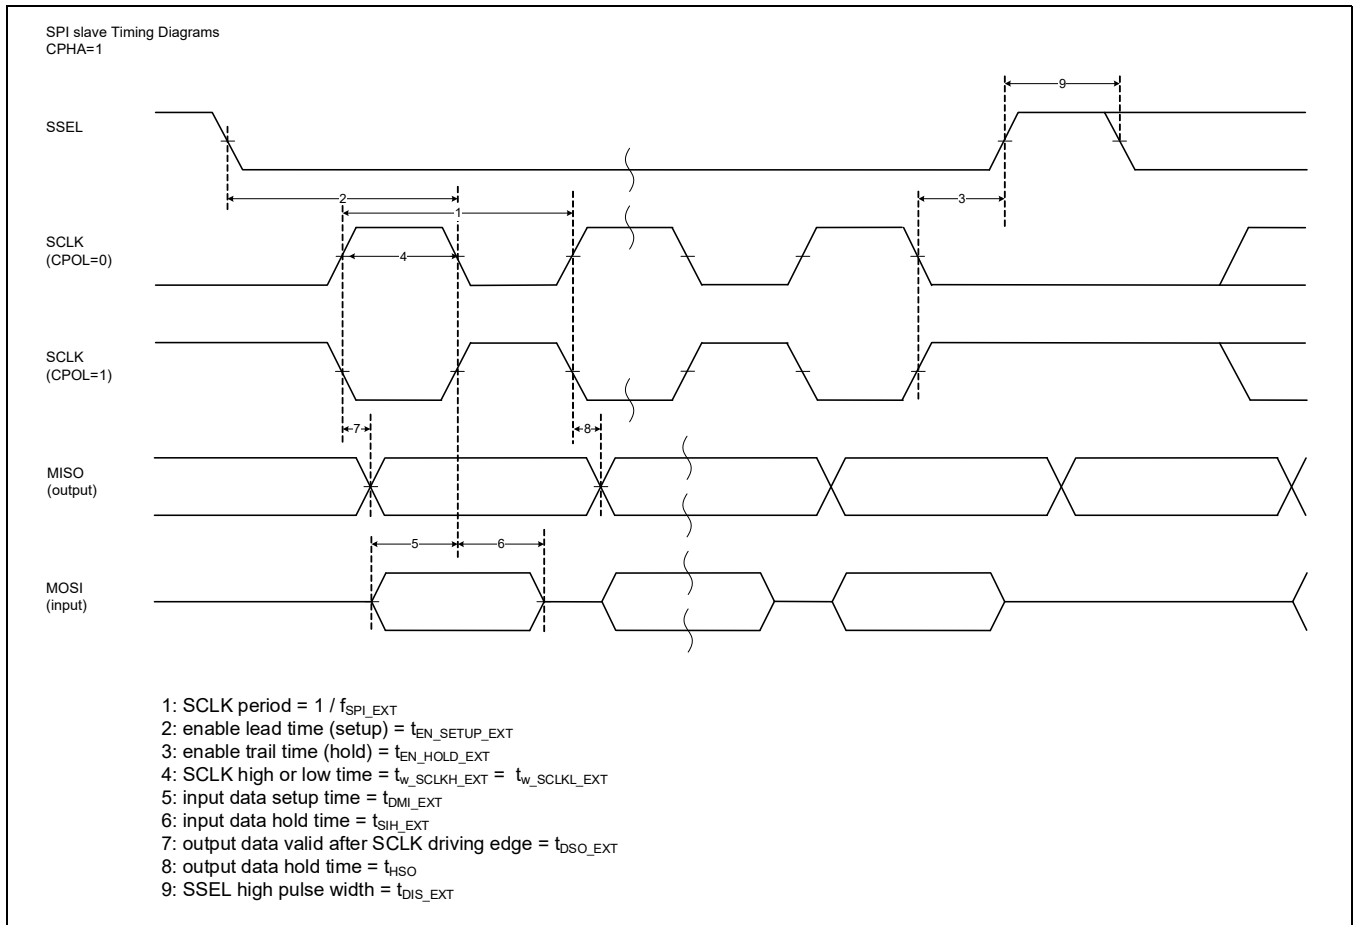 SPI slave Timing Diagrams
CPHA=1
9
SSEL
2
3
1
SCLK
(CPOL=0)
4
SCLK
(CPOL=1)
7
8
MISO
(output)
5
6
MOSI
(input)
1: SCLK period = 1 / fSPI_EXT
2: enable lead time (setup) = tEN_SETUP_EXT
3: enable trail time (hold) = tEN_HOLD_EXT
4: SCLK high or low time = tw_SCLKH_EXT = tw_SCLKL_EXT
5: input data setup time = tDMI_EXT
6: input data hold time = tSIH_EXT
7: output data valid after SCLK driving edge = tDSO_EXT
8: output data hold time = tHSO
9: SSEL high pulse width = tDIS_EXT